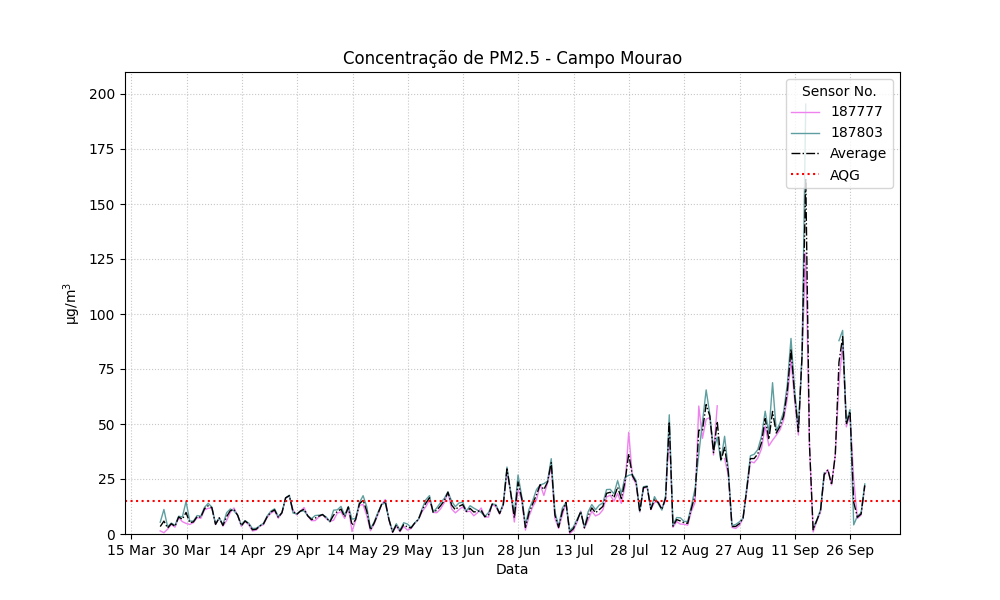 Concentração de PM2.5 - Campo Mourao
Sensor No.
187777
187803
Average
AQG
200
175
150
125
100
75
50
25
0
µg/m³
15 Mar 30 Mar 14 Apr 29 Apr 14 May 29 May 13 Jun 28 Jun 13 Jul 28 Jul 12 Aug 27 Aug 11 Sep 26 Sep
Data